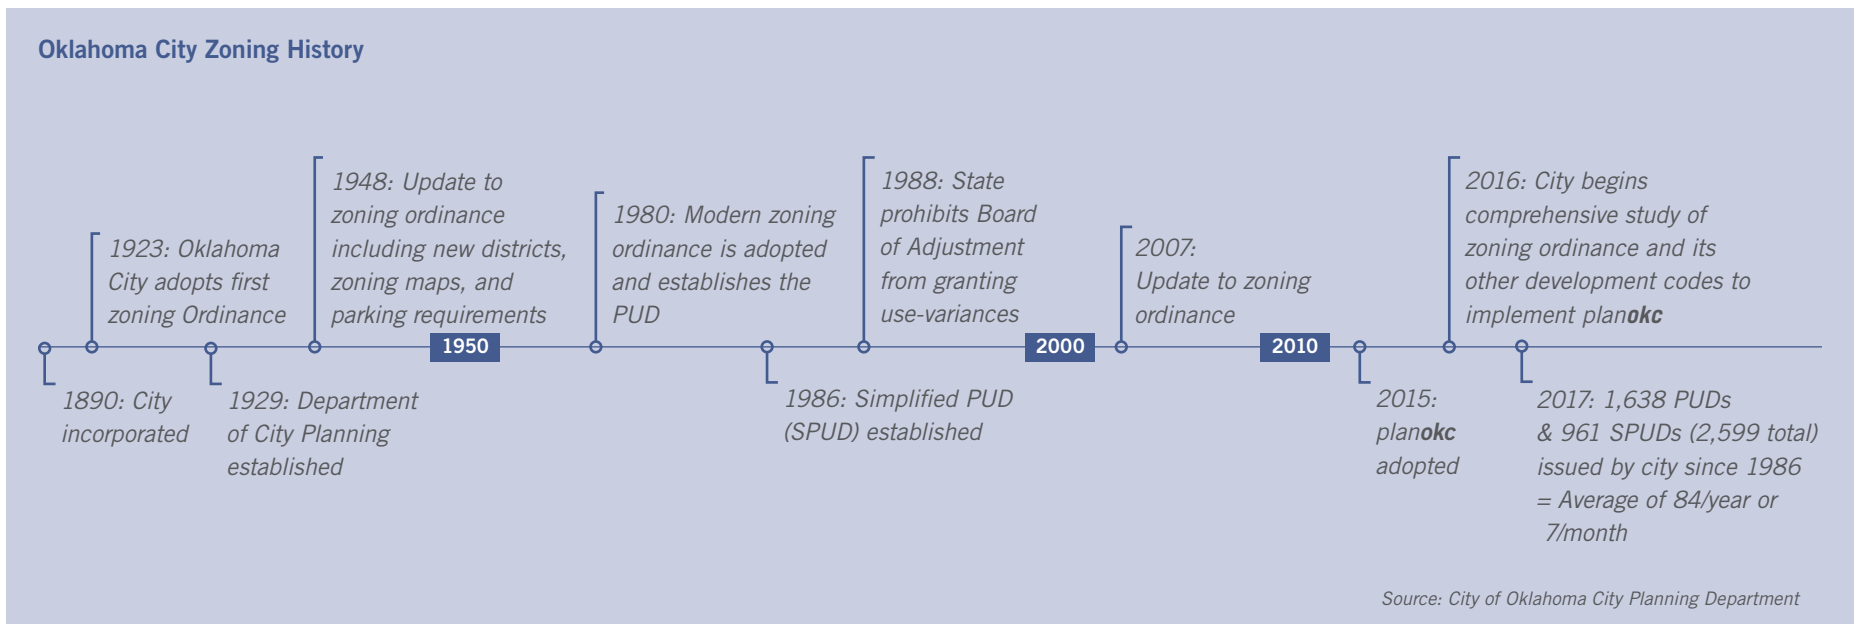 Oklahoma City Zoning History
1923: Oklahoma
City adopts first
zoning Ordinance
1948: Update to
zoning ordinance
including new districts,
zoning maps, and
parking requirements
1980: Modern zoning
ordinance is adopted
and establishes the
PUD
1988: State
prohibits Board
of Adjustment
from granting
use-variances
2007:
Update to zoning
ordinance
2016: City begins
comprehensive study of
zoning ordinance and its
other development codes to
implement planokc
1950
2000
2010
1890: City
incorporated
1929: Department
of City Planning
established
1986: Simplified PUD
(SPUD) established
2015:
planokc
adopted
2017: 1,638 PUDs
& 961 SPUDs (2,599 total)
issued by city since 1986
= Average of 84/year or
7/month
Source: City of Oklahoma City Planning Department